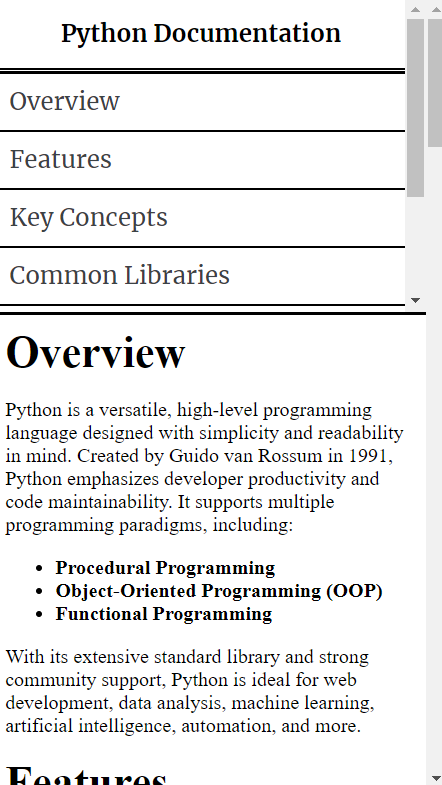 Python Documentation
Overview
Features
Key Concepts
Common Libraries
Overview
Python is a versatile, high-level programming
language designed with simplicity and readability
in mind. Created by Guido van Rossum in 1991,
Python emphasizes developer productivity and
code maintainability. It supports multiple
programming paradigms, including:
• Procedural Programming
• Object-Oriented Programming (OOP)
• Functional Programming
With its extensive standard library and strong
community support, Python is ideal for web
development, data analysis, machine learning,
artificial intelligence, automation, and more.
Features